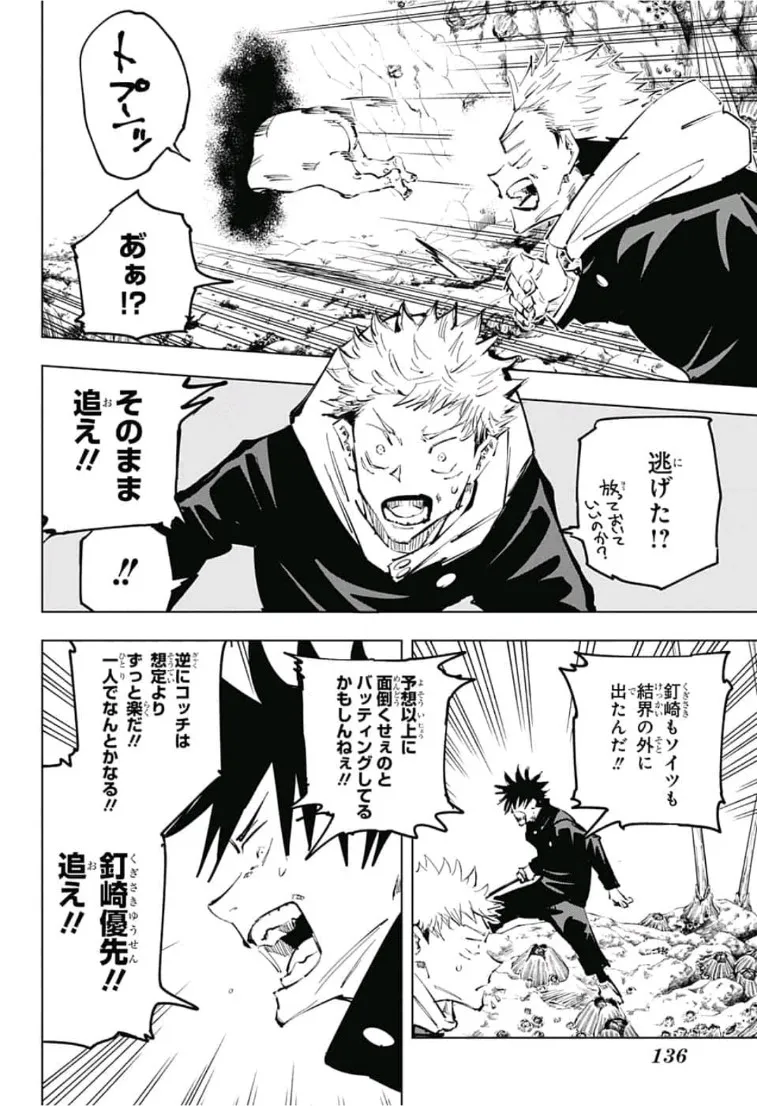 トプーンッ
あ゛ぁ!?
逃げた!?
放っておいて
いいのか?
そのまま
追え!!
!!
釘崎もソイツも
結界の外に
出たんだ!!
予想以上に
面倒くせぇのと
バッティングしてる
かもしんねぇ!!
逆にコッチは
想定より
ずっと楽だ!!
一人でなんとかなる!!
釘崎優先!!
追え!!
136